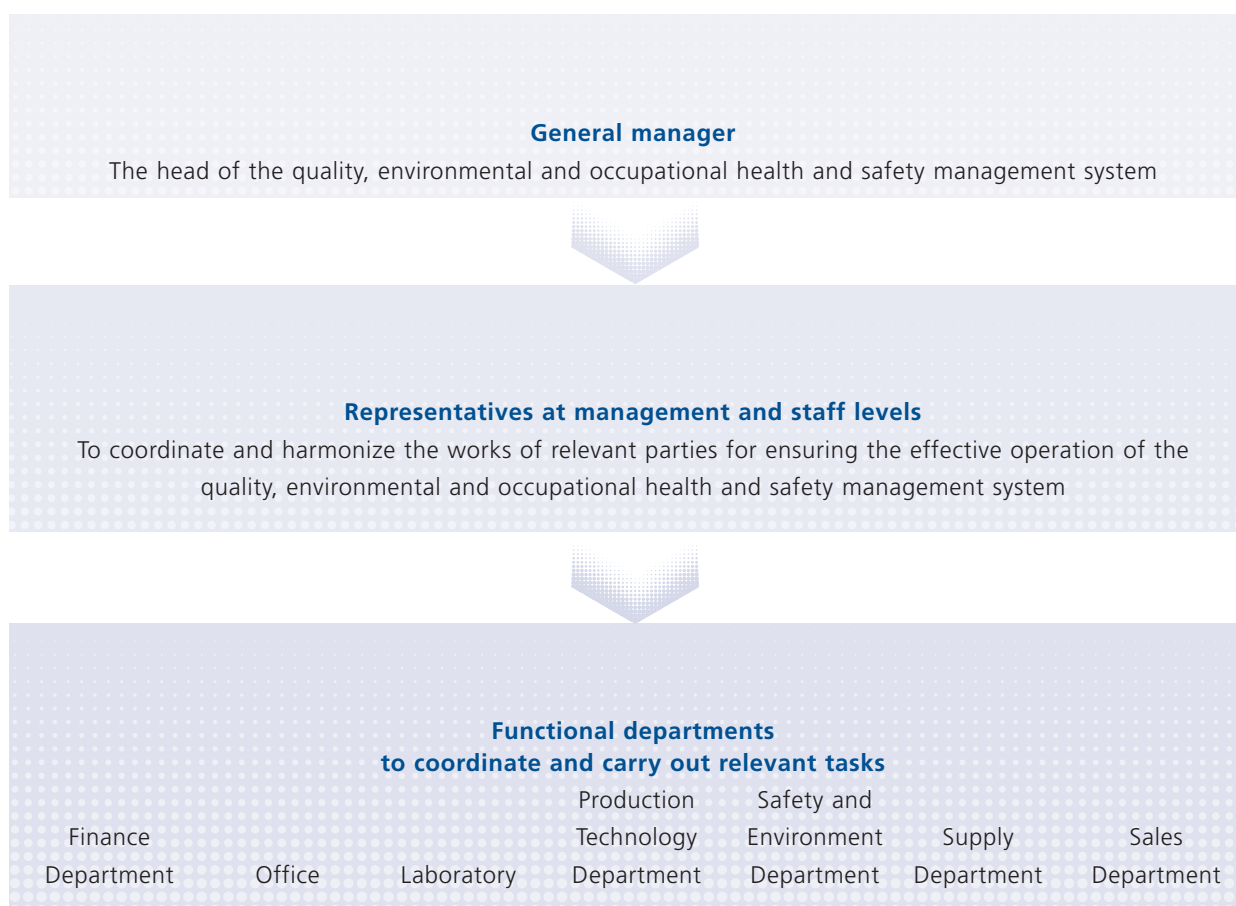 General manager
The head of the quality, environmental and occupational health and safety management system
Representatives at management and staff levels
To coordinate and harmonize the works of relevant parties for ensuring the effective operation of the
quality, environmental and occupational health and safety management system
Functional departments
to coordinate and carry out relevant tasks
Finance
Department
Office
Laboratory
Production
Technology
Department
Safety and
Environment
Department
Supply
Department
Sales
Department